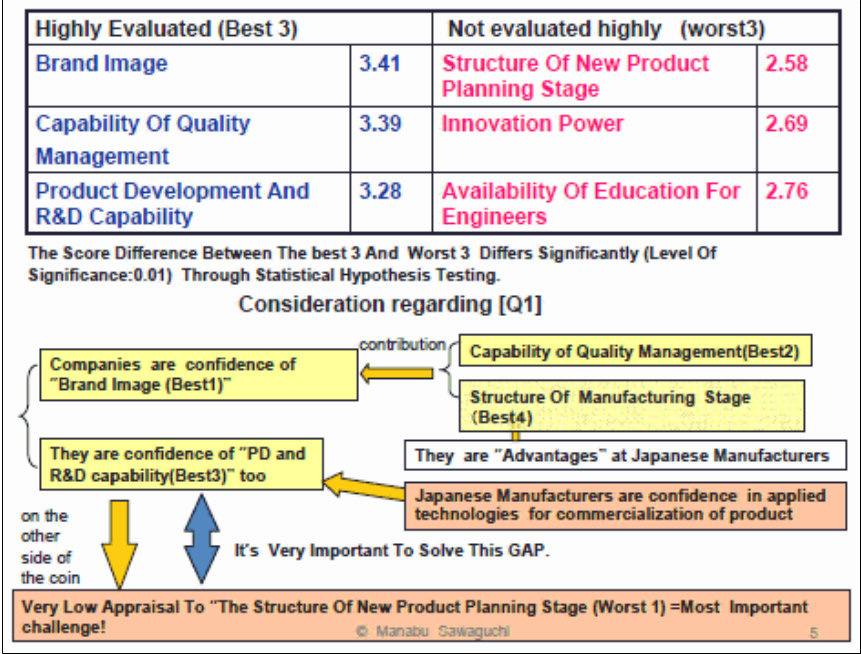 Highly Evaluated (Best 3)
Not evaluated highly (worst3)
Brand Image
3.41
Structure Of New Product
Planning Stage
2.58
Capability Of Quality
Management
3.39
Innovation Power
2.69
Product Development And
R&D Capability
3.28
Availability Of Education For
Engineers
2.76
The Score Difference Between The best 3 And Worst 3 Differs Significantly (Level Of
Significance:0.01) Through Statistical Hypothesis Testing.
Consideration regarding [Q1]
Companies are confidence of
"Brand Image (Best1)"
contribution
Capability of Quality Management(Best2)
Structure Of Manufacturing Stage
(Best4)
They are confidence of "PD and
R&D capability(Best3)" too
They are "Advantages" at Japanese Manufacturers
Japanese Manufacturers are confidence in applied
technologies for commercialization of product
on the
other
side of
the coin
It's Very Important To Solve This GAP.
Very Low Appraisal To "The Structure Of New Product Planning Stage (Worst 1) =Most Important
challenge!
© Manabu Sawaguchi
5